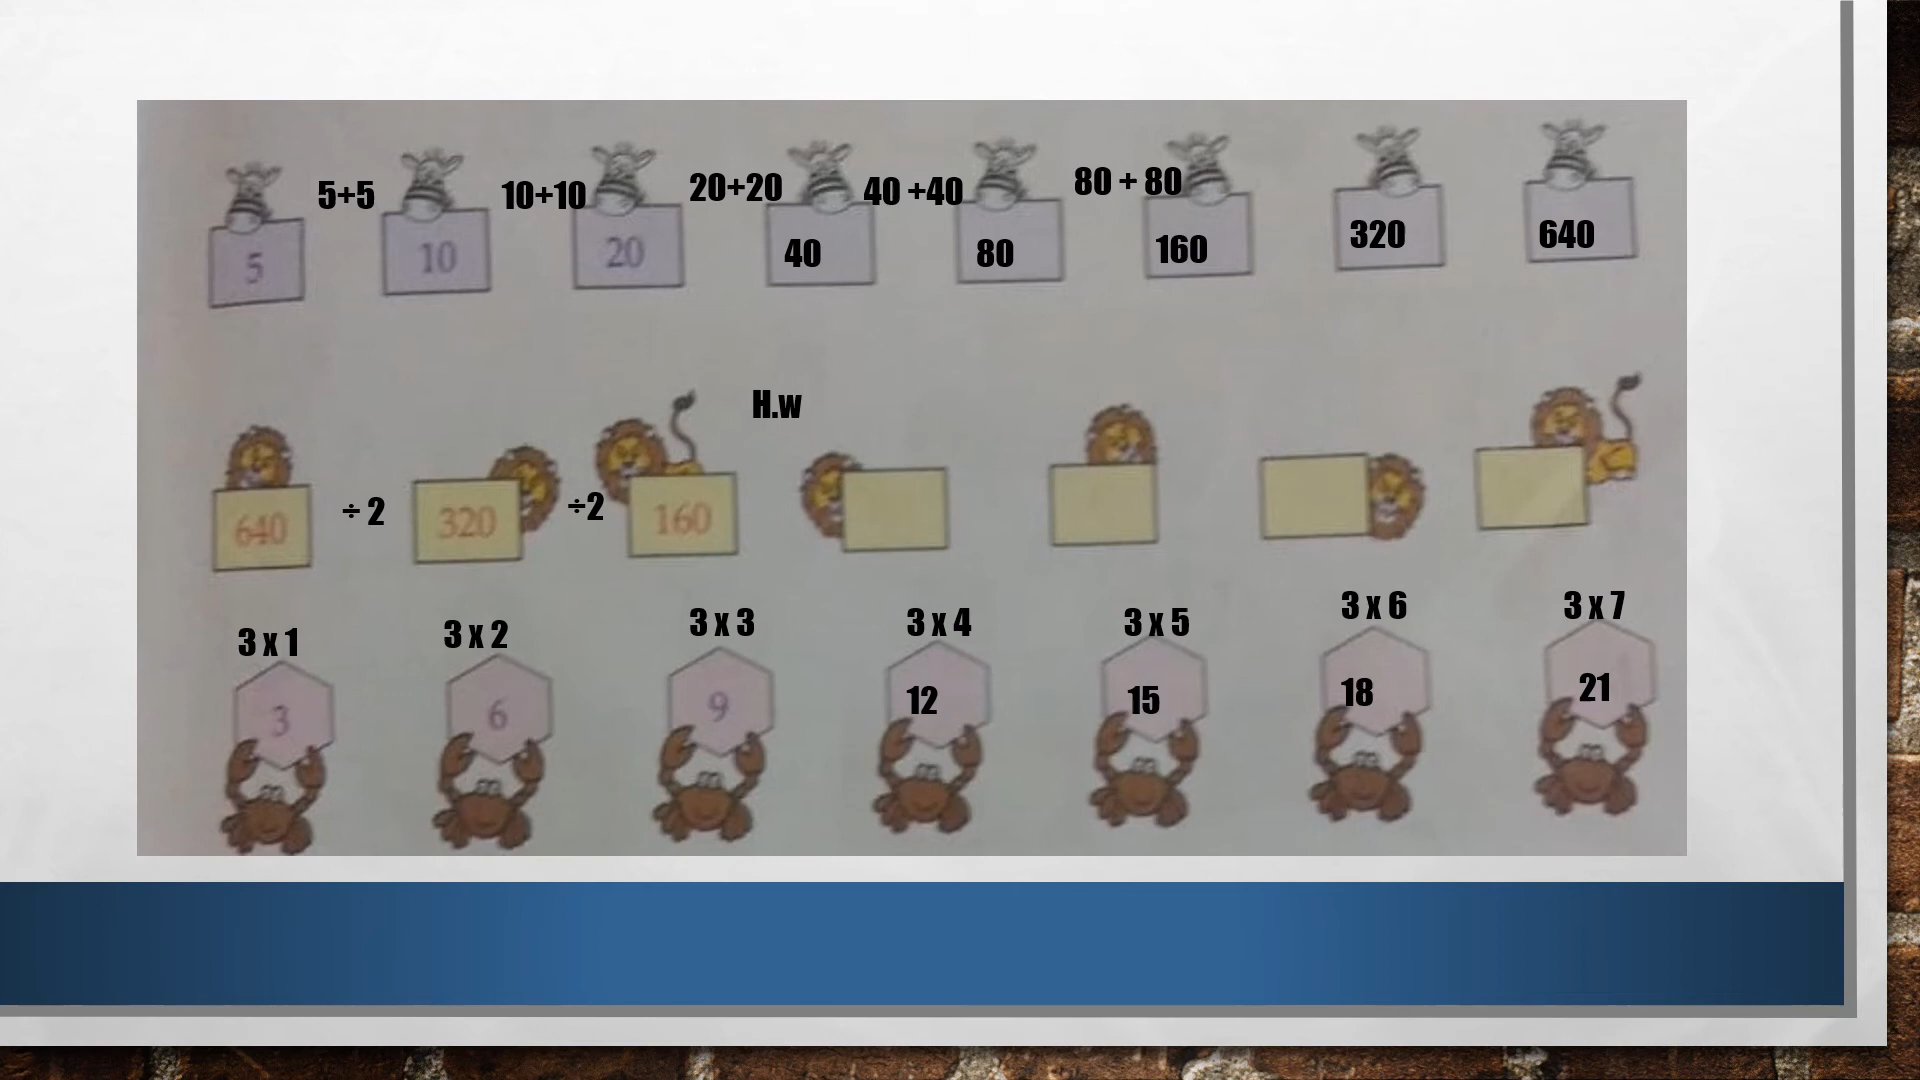 5+5 10+10 20+20 40 +40 80 + 80
5 10 20 40 80 160 320 640
H.w
640 ÷ 2 320 ÷2 160
3 x 1 3 x 2 3 x 3 3 x 4 3 x 5 3 x 6 3 x 7
3 6 9 12 15 18 21